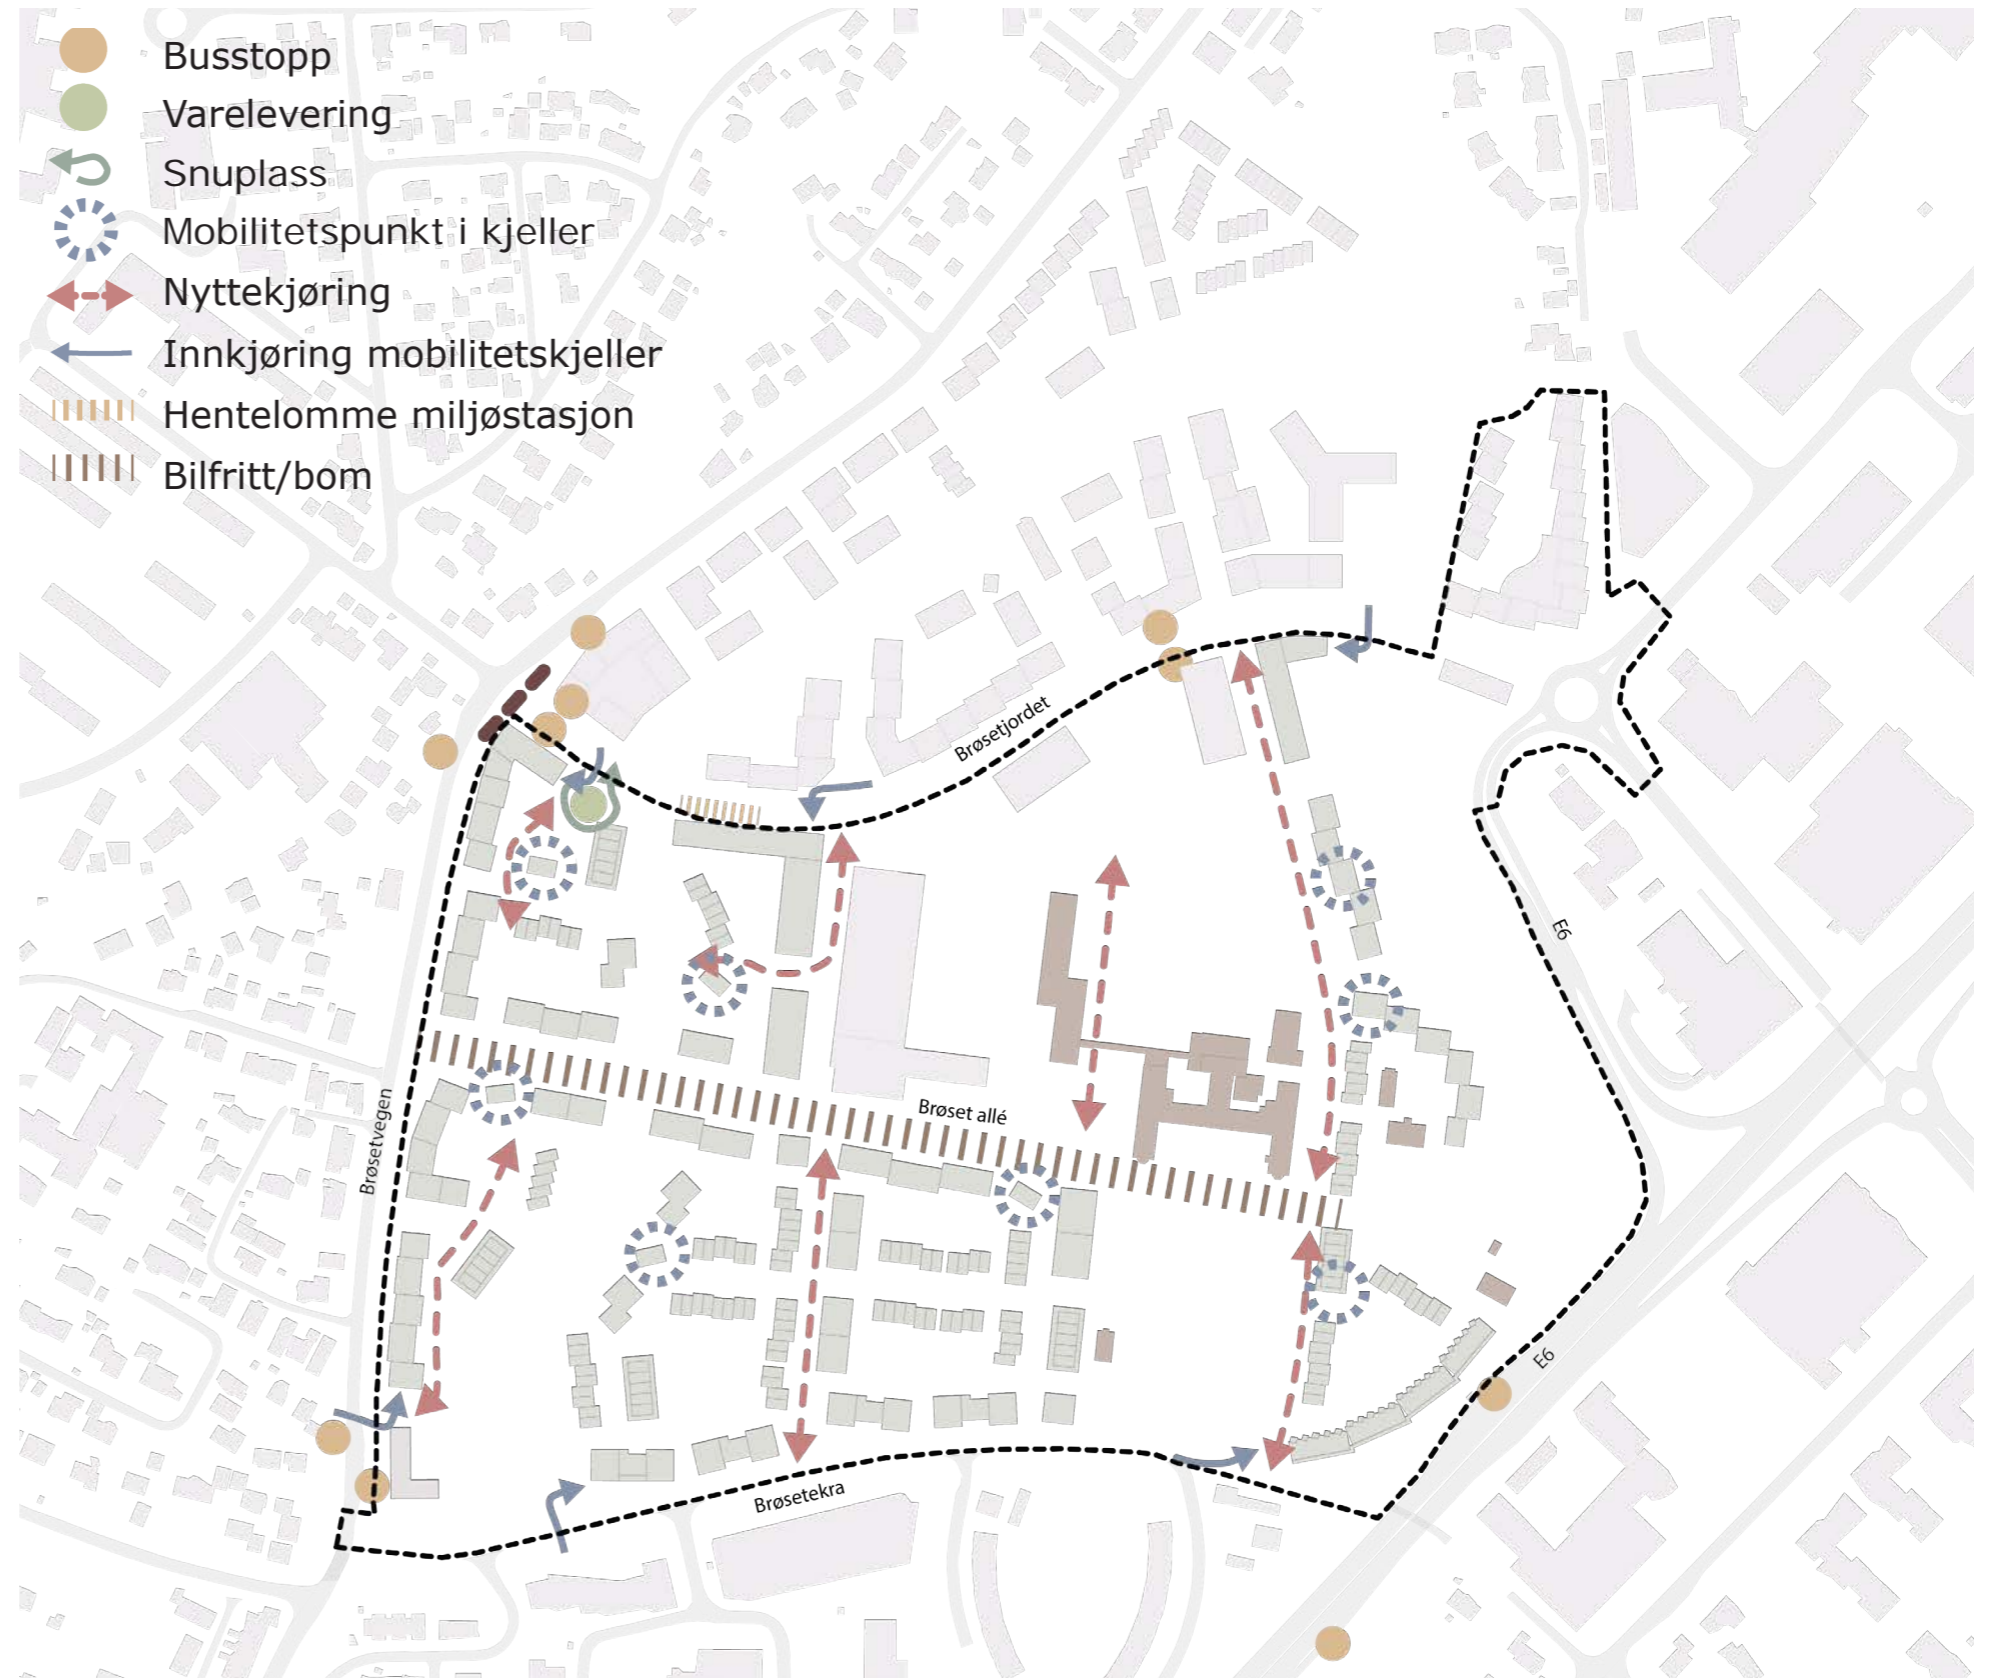 Busstopp
Varelevering
Snuplass
Mobilitetspunkt i kjeller
Nyttekjøring
Innkjøring mobilitetskjeller
Hentelomme miljøstasjon
Bilfritt/bom
Brøsetjordet
E6
Brøset allé
Brøsetvegen
E6
Brøsetekra